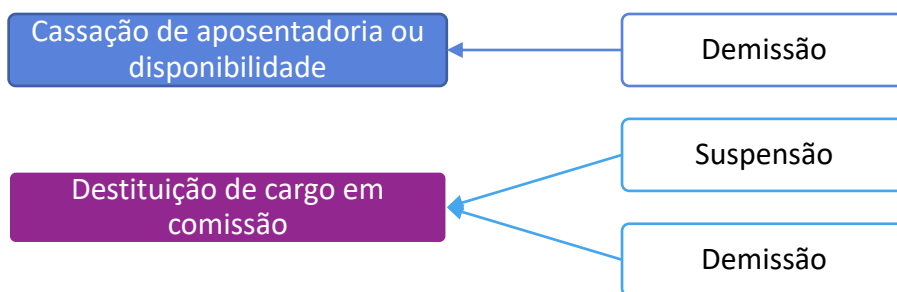 Cassação de aposentadoria ou
disponibilidade
Demissão
Suspensão
Destituição de cargo em
comissão
Demissão